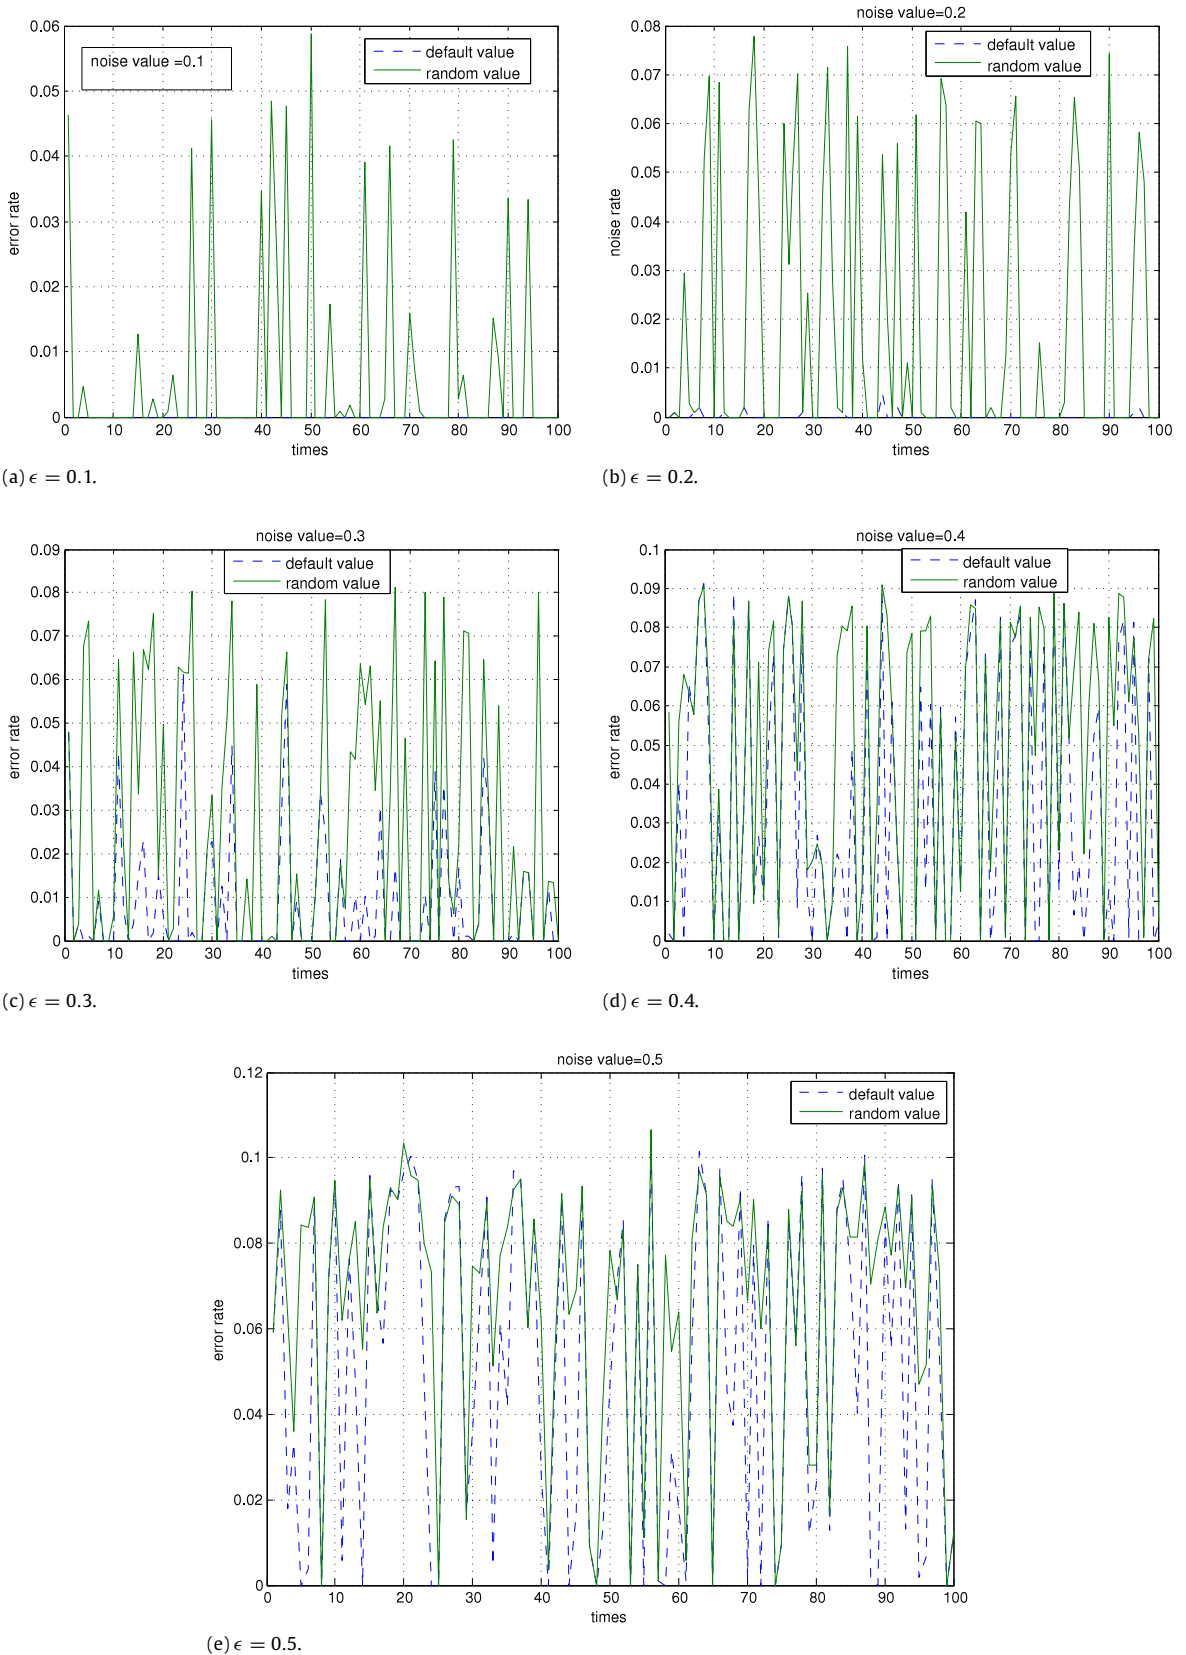 0.06
0.05
0.04
0.03
0.02
0.01
0
error rate
noise value =0.1
default value
random value
0 10 20 30 40 50 60 70 80 90 100
times
(a) ϵ = 0.1.
noise value=0.2
0.08
0.07
0.06
0.05
0.04
0.03
0.02
0.01
0
noise rate
default value
random value
0 10 20 30 40 50 60 70 80 90 100
times
(b) ϵ = 0.2.
noise value=0.3
0.09
0.08
0.07
0.06
0.05
0.04
0.03
0.02
0.01
0
error rate
default value
random value
0 10 20 30 40 50 60 70 80 90 100
times
(c) ϵ = 0.3.
noise value=0.4
0.1
0.09
0.08
0.07
0.06
0.05
0.04
0.03
0.02
0.01
0
error rate
default value
random value
0 10 20 30 40 50 60 70 80 90 100
times
(d) ϵ = 0.4.
noise value=0.5
0.12
0.1
0.08
0.06
0.04
0.02
0
error rate
default value
random value
0 10 20 30 40 50 60 70 80 90 100
times
(e) ϵ = 0.5.